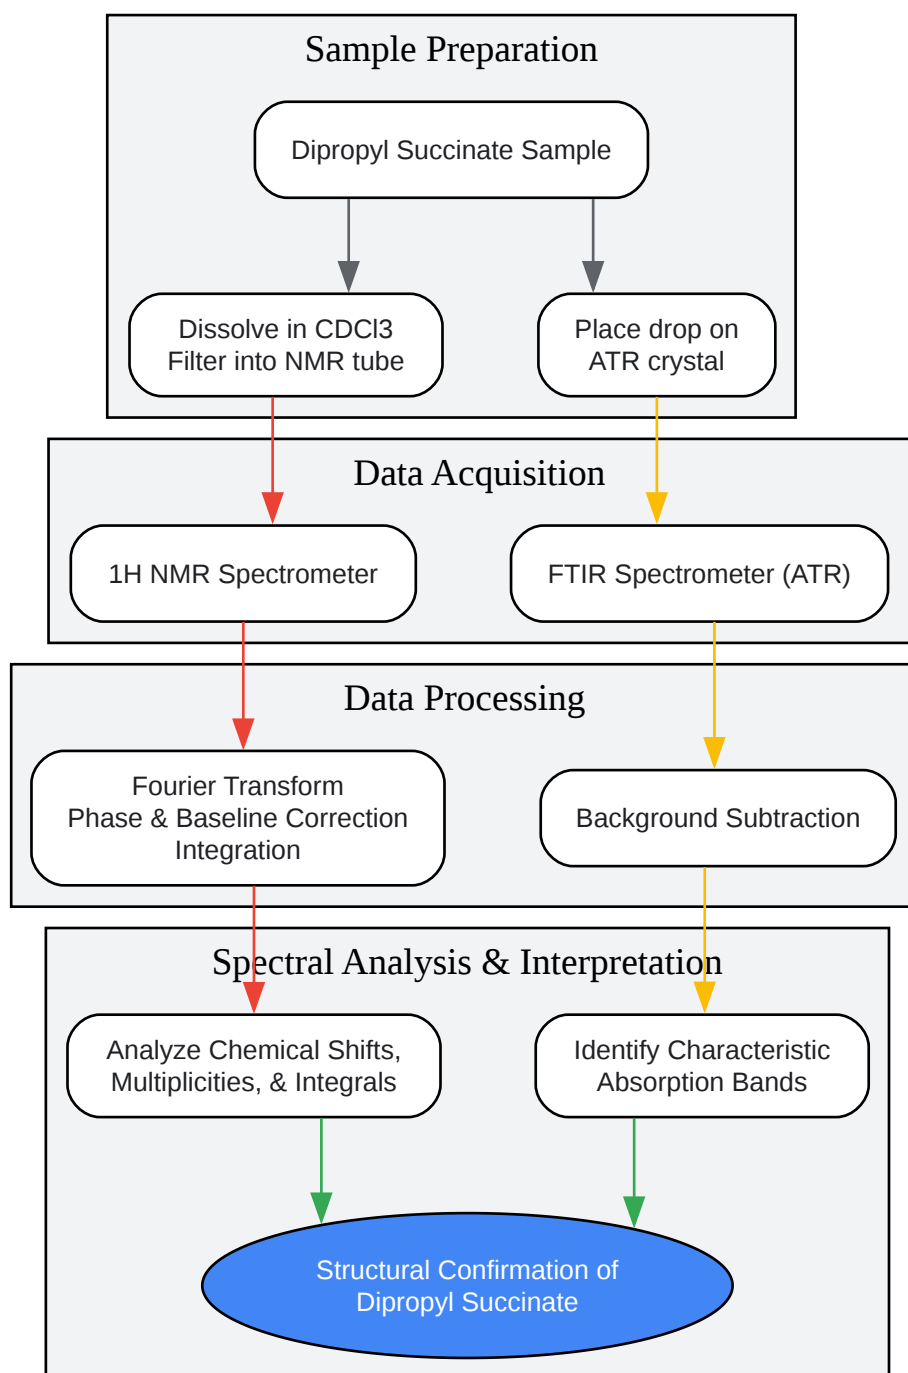 Sample Preparation
Dipropyl Succinate Sample
Dissolve in CDCl3
Filter into NMR tube
Place drop on
ATR crystal
Data Acquisition
1H NMR Spectrometer
FTIR Spectrometer (ATR)
Data Processing
Fourier Transform
Phase & Baseline Correction
Integration
Background Subtraction
Spectral Analysis & Interpretation
Analyze Chemical Shifts,
Multiplicities, & Integrals
Identify Characteristic
Absorption Bands
Structural Confirmation of
Dipropyl Succinate